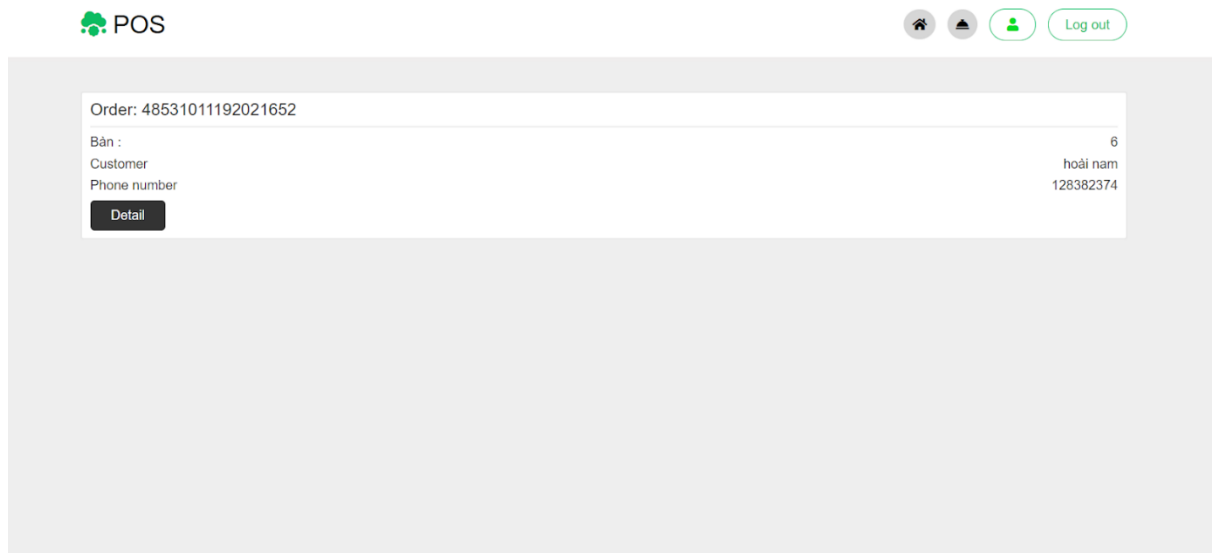 POS
Log out
Order: 48531011192021652
Bàn : 6
Customer hoài nam
Phone number 128382374
Detail